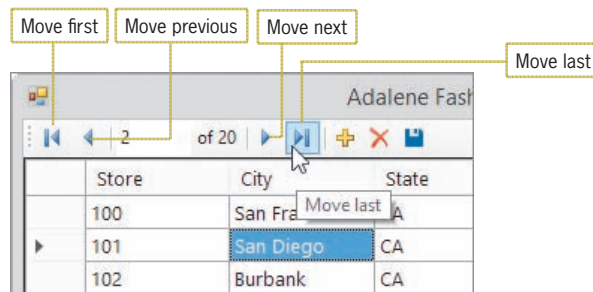 Move first Move previous Move next
Move last
Adalene Fash
2 of 20
Store City State
100 San Fra A
Move last
101 San Diego CA
102 Burbank CA